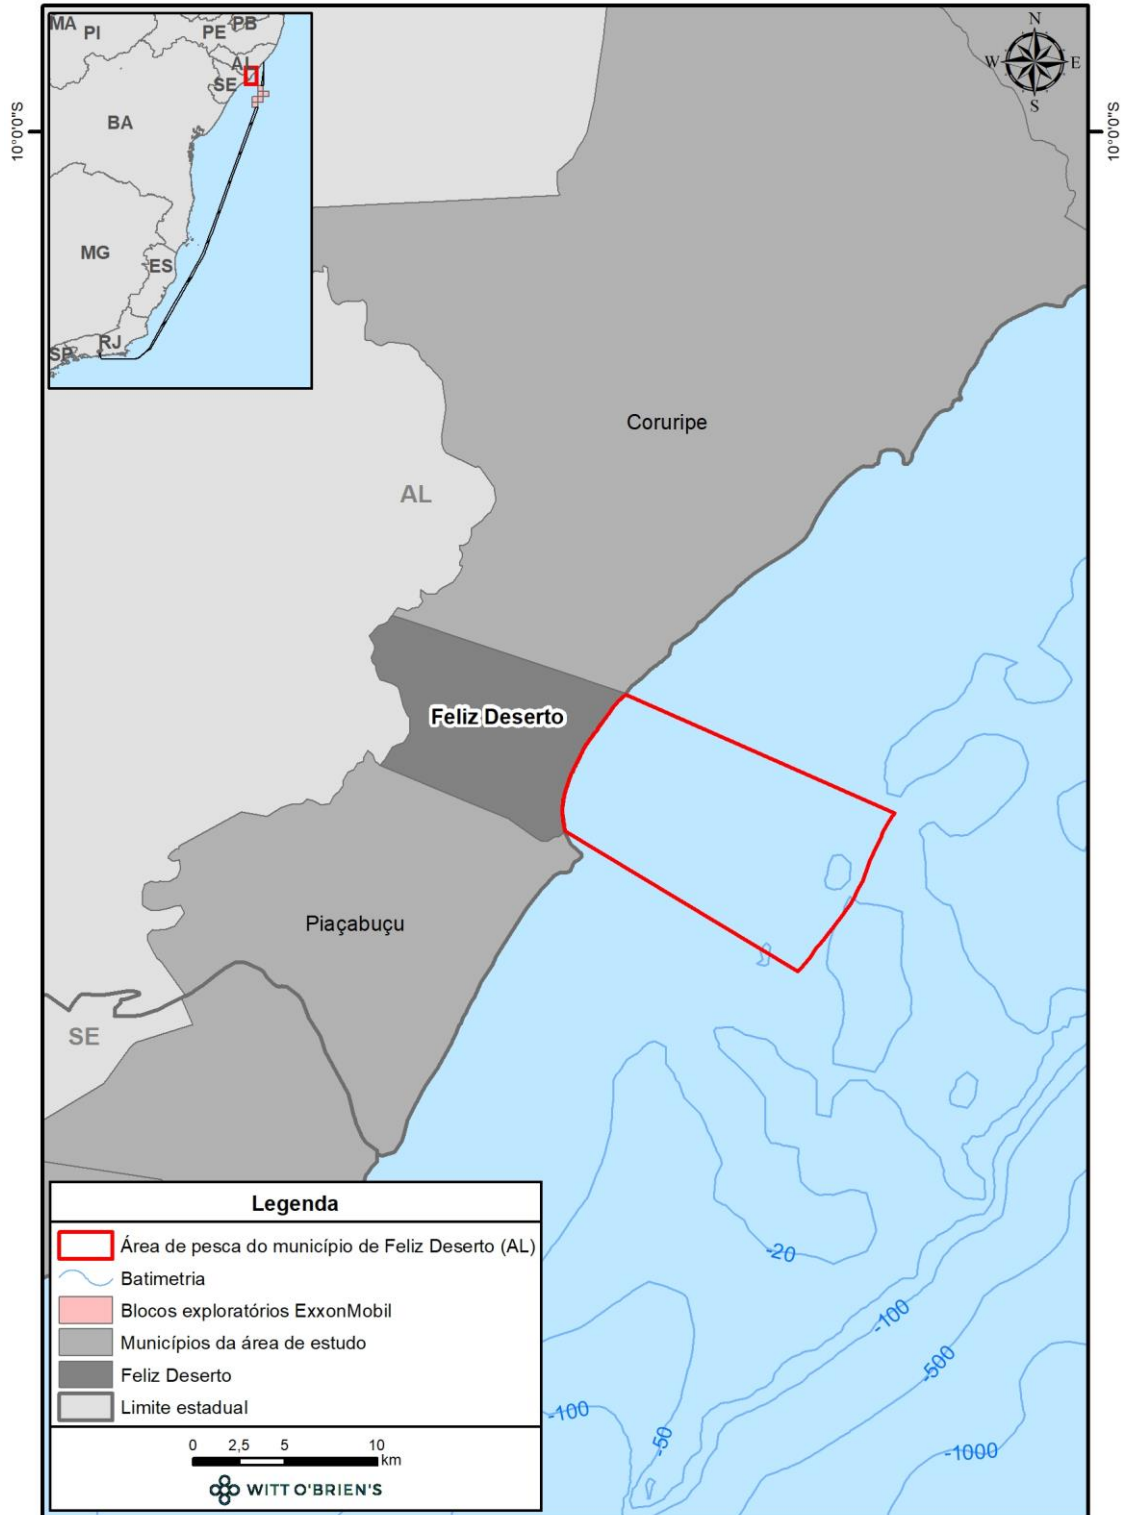 MA
PI
PE
PB
AL
SE
BA
MG
ES
RJ
SP
N
W
E
S
10°0'0"S
10°0'0"S
Coruripe
AL
Feliz Deserto
Piaçabuçu
SE
-20
-100
-500
-100
-50
-1000
Legenda
Área de pesca do município de Feliz Deserto (AL)
Batimetria
Blocos exploratórios ExxonMobil
Municípios da área de estudo
Feliz Deserto
Limite estadual
0 2,5 5 10
km
WITT O'BRIEN'S